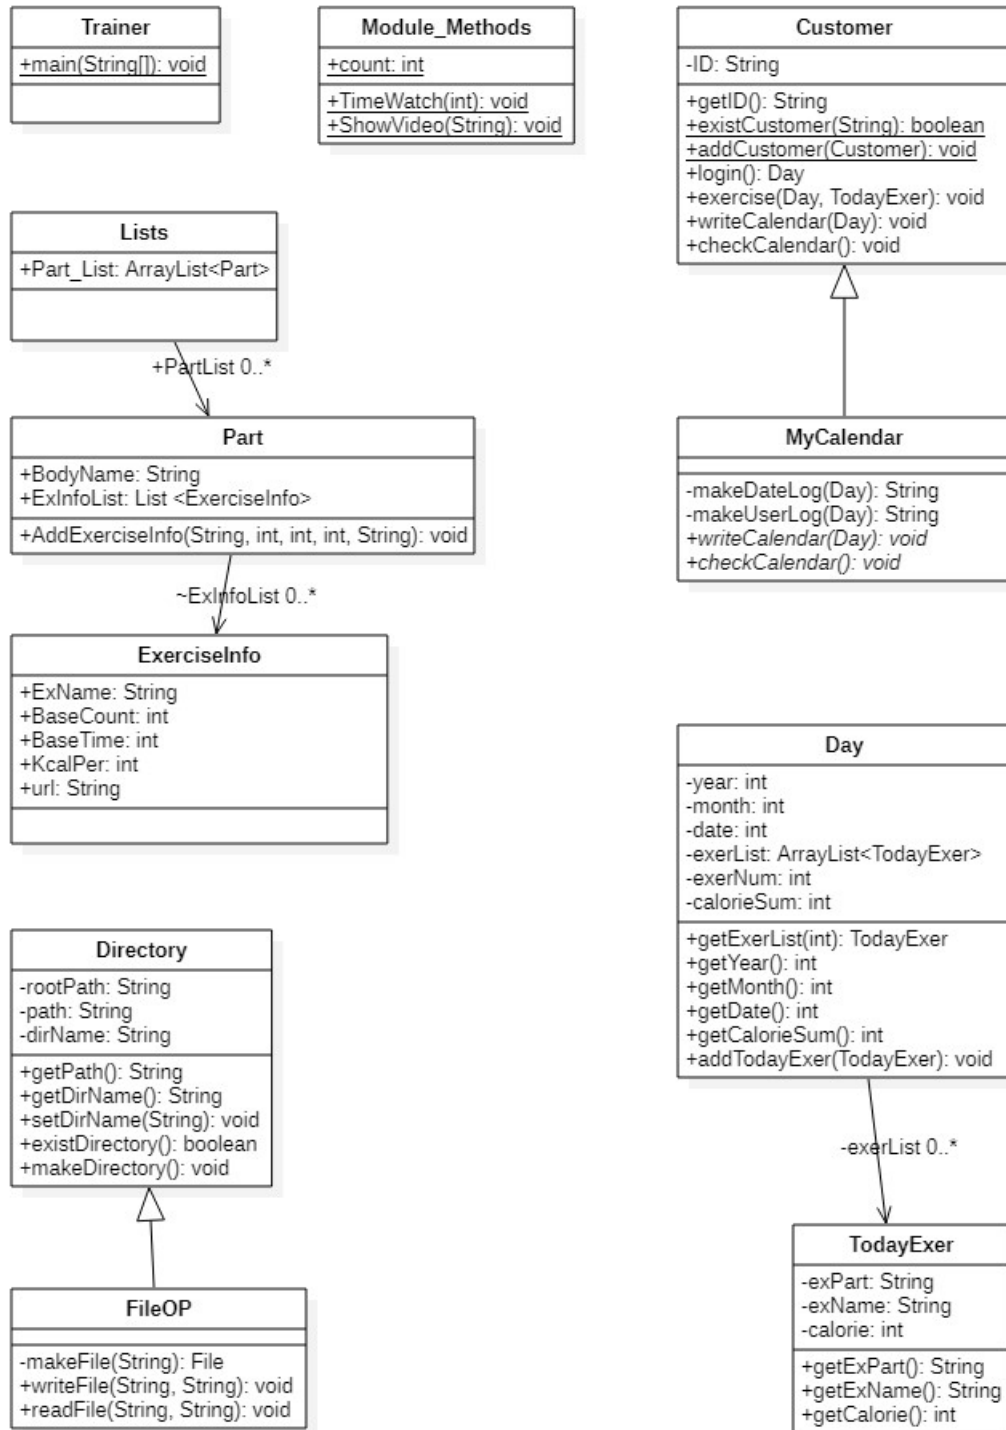 Trainer
+main(String[]): void
Module_Methods
+count: int
+TimeWatch(int): void
+ShowVideo(String): void
Customer
-ID: String
+getID(): String
+existCustomer(String): boolean
+addCustomer(Customer): void
+login(): Day
+exercise(Day, TodayExer): void
+writeCalendar(Day): void
+checkCalendar(): void
Lists
+Part_List: ArrayList<Part>
+PartList 0..*
Part
+BodyName: String
+ExInfoList: List <ExerciseInfo>
+AddExerciseInfo(String, int, int, int, String): void
~ExInfoList 0..*
MyCalendar
-makeDateLog(Day): String
-makeUserLog(Day): String
+writeCalendar(Day): void
+checkCalendar(): void
ExerciseInfo
+ExName: String
+BaseCount: int
+BaseTime: int
+KcalPer: int
+url: String
Day
-year: int
-month: int
-date: int
-exerList: ArrayList<TodayExer>
-exerNum: int
-calorieSum: int
+getExerList(int): TodayExer
+getYear(): int
+getMonth(): int
+getDate(): int
+getCalorieSum(): int
+addTodayExer(TodayExer): void
-exerList 0..*
Directory
-rootPath: String
-path: String
-dirName: String
+getPath(): String
+getDirName(): String
+setDirName(String): void
+existDirectory(): boolean
+makeDirectory(): void
FileOP
-makeFile(String): File
+writeFile(String, String): void
+readFile(String, String): void
TodayExer
-exPart: String
-exName: String
-calorie: int
+getExPart(): String
+getExName(): String
+getCalorie(): int